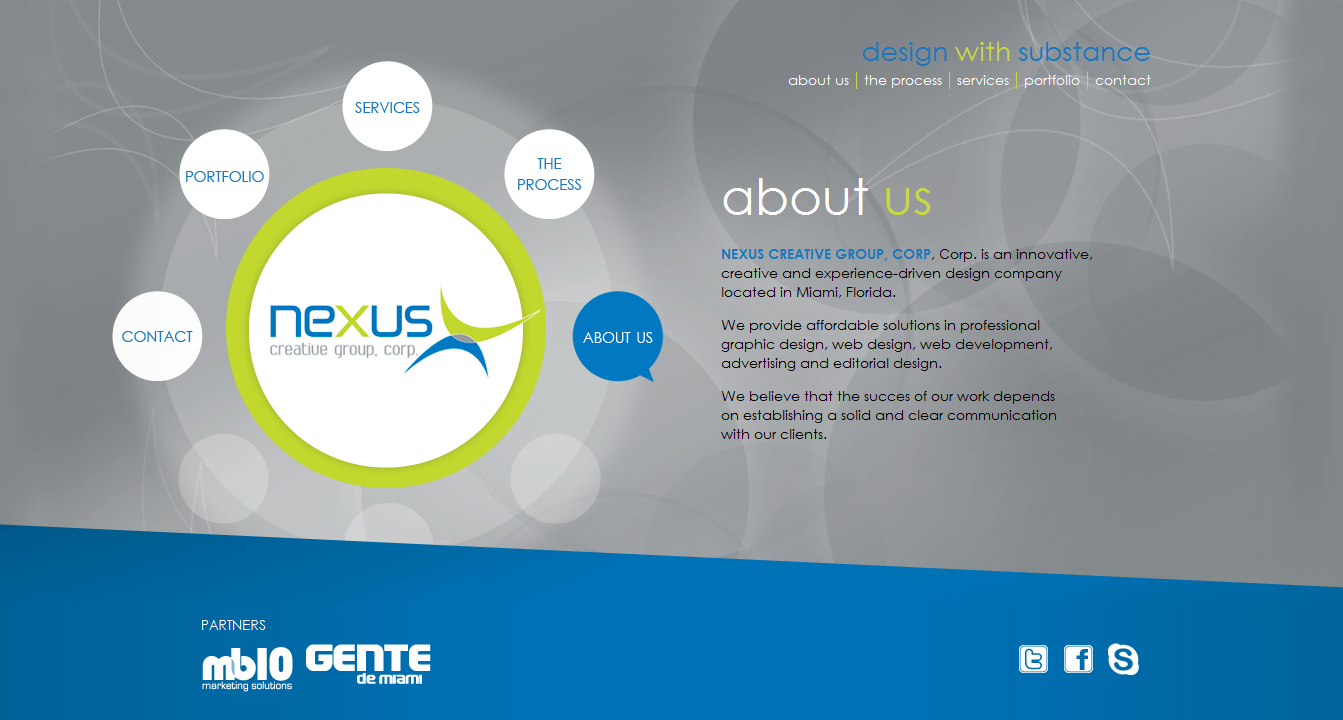 design with substance
about us | the process | services | portfolio | contact
SERVICES
PORTFOLIO
THE
PROCESS
CONTACT
ABOUT US
nexus
creative group, corp.
about us
NEXUS CREATIVE GROUP, CORP, Corp. is an innovative,
creative and experience-driven design company
located in Miami, Florida.
We provide affordable solutions in professional
graphic design, web design, web development,
advertising and editorial design.
We believe that the succes of our work depends
on establishing a solid and clear communication
with our clients.
PARTNERS
mb10
marketing solutions
GENTE
de miami